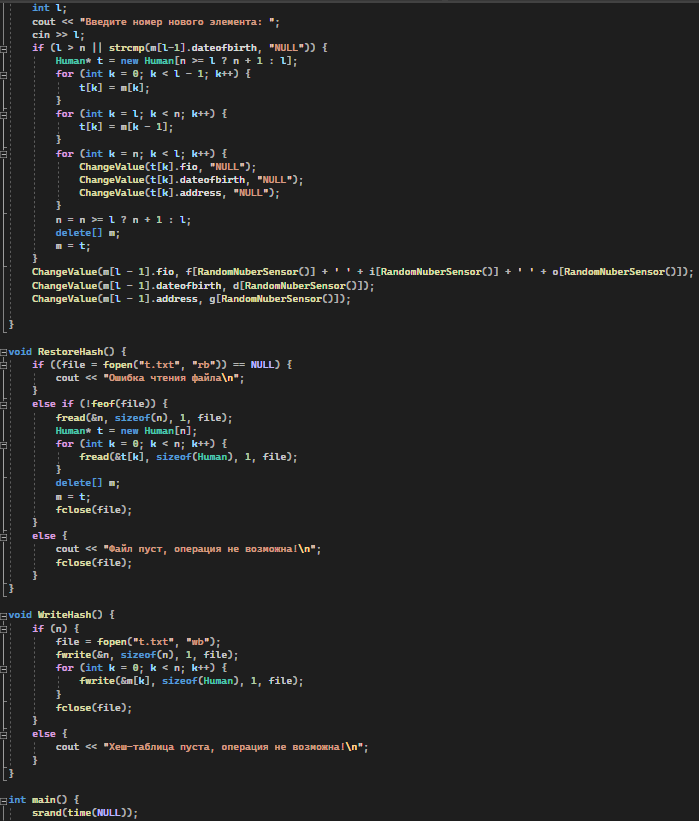 int l;
    cout << "Введите номер нового элемента: ";
    cin >> l;
    if (l > n || strcmp(m[l-1].dateofbirth, "NULL")) {
        Human* t = new Human[n >= l ? n + 1 : l];
        for (int k = 0; k < l - 1; k++) {
            t[k] = m[k];
        }
        for (int k = l; k < n; k++) {
            t[k] = m[k - 1];
        }
        for (int k = n; k < l; k++) {
            ChangeValue(t[k].fio, "NULL");
            ChangeValue(t[k].dateofbirth, "NULL");
            ChangeValue(t[k].address, "NULL");
        }
        n = n >= l ? n + 1 : l;
        delete[] m;
        m = t;
    }
    ChangeValue(m[l - 1].fio, f[RandomNuberSensor()] + ' ' + i[RandomNuberSensor()] + ' ' + o[RandomNuberSensor()]);
    ChangeValue(m[l - 1].dateofbirth, d[RandomNuberSensor()]);
    ChangeValue(m[l - 1].address, g[RandomNuberSensor()]);
}
void RestoreHash() {
    if ((file = fopen("t.txt", "rb")) == NULL) {
        cout << "Ошибка чтения файла\n";
    }
    else if (!feof(file)) {
        fread(&n, sizeof(n), 1, file);
        Human* t = new Human[n];
        for (int k = 0; k < n; k++) {
            fread(&t[k], sizeof(Human), 1, file);
        }
        delete[] m;
        m = t;
        fclose(file);
    }
    else {
        cout << "Файл пуст, операция не возможна!\n";
        fclose(file);
    }
}
void WriteHash() {
    if (n) {
        file = fopen("t.txt", "wb");
        fwrite(&n, sizeof(n), 1, file);
        for (int k = 0; k < n; k++) {
            fwrite(&m[k], sizeof(Human), 1, file);
        }
        fclose(file);
    }
    else {
        cout << "Хеш-таблица пуста, операция не возможна!\n";
    }
}
int main() {
    srand(time(NULL));